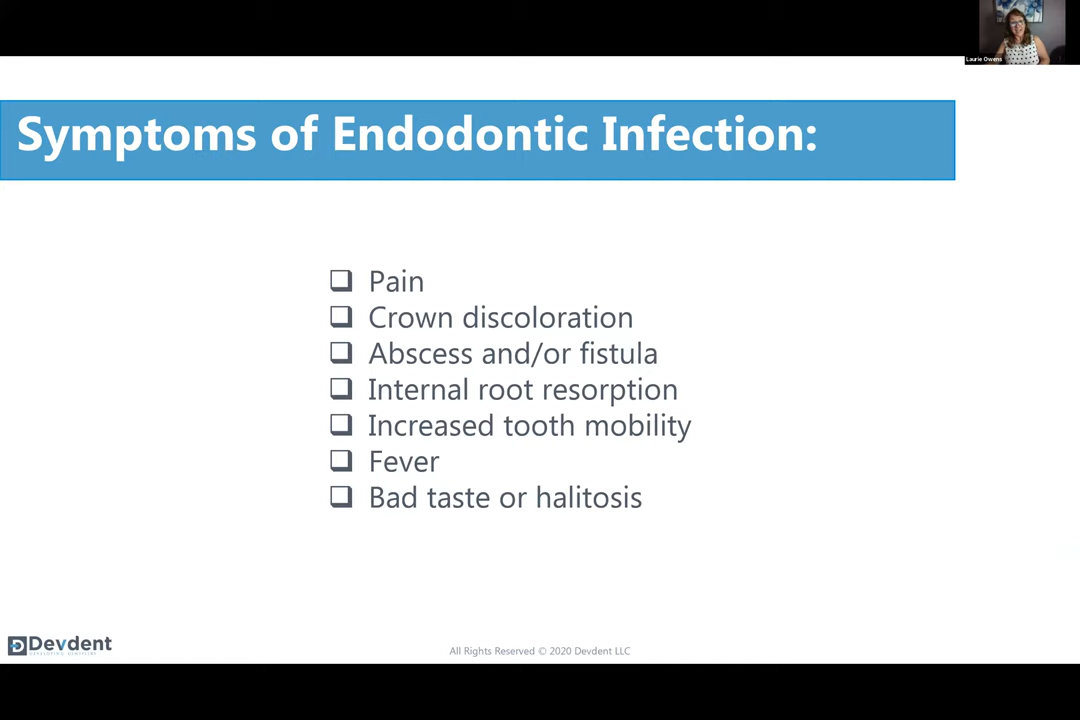 Laurie Owens
Symptoms of Endodontic Infection:
❑ Pain
❑ Crown discoloration
❑ Abscess and/or fistula
❑ Internal root resorption
❑ Increased tooth mobility
❑ Fever
❑ Bad taste or halitosis
Devdent
All Rights Reserved © 2020 Devdent LLC